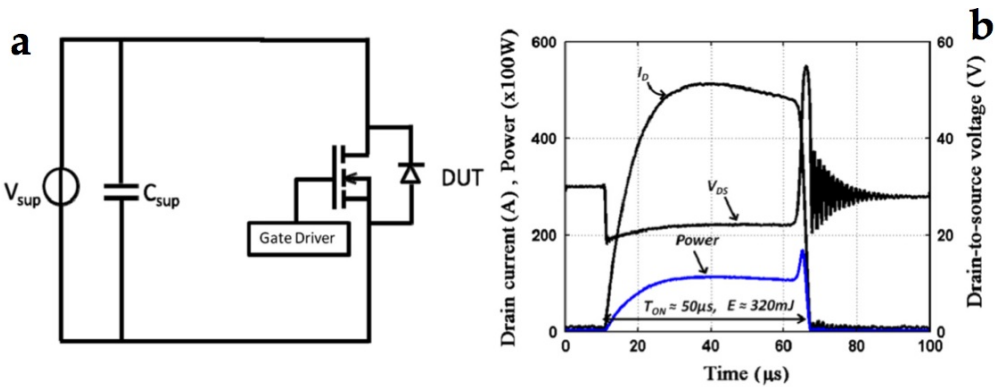 a
V_sup
C_sup
DUT
Gate Driver
b
Drain current (A) , Power (x100W)
600
400
200
0
I_D
V_DS
Power
T_ON ≈ 50μs, E ≈ 320mJ
60
40
20
0
Drain-to-source voltage (V)
0 20 40 60 80 100
Time (μs)